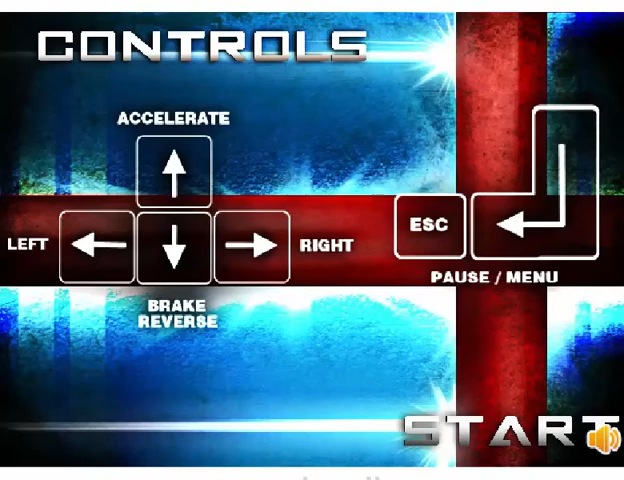 CONTROLS
ACCELERATE
LEFT
RIGHT
ESC
PAUSE / MENU
BRAKE
REVERSE
START